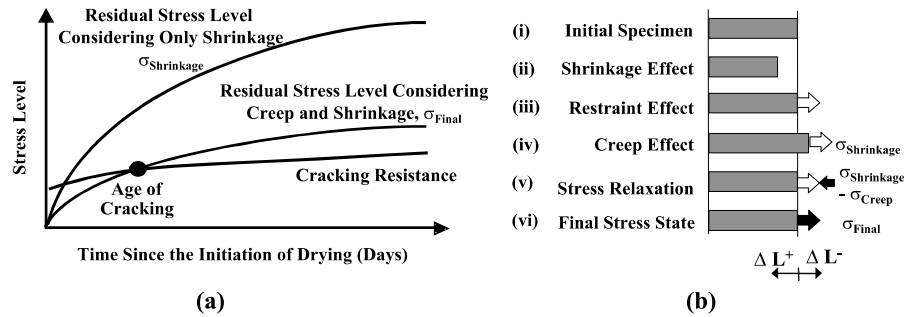 Residual Stress Level
Considering Only Shrinkage
σShrinkage
Residual Stress Level Considering
Creep and Shrinkage, σFinal
Cracking Resistance
Age of
Cracking
Stress Level
Time Since the Initiation of Drying (Days)
(a)
(i) Initial Specimen
(ii) Shrinkage Effect
(iii) Restraint Effect
(iv) Creep Effect
σShrinkage
(v) Stress Relaxation
σShrinkage
- σCreep
(vi) Final Stress State
σFinal
Δ L+ Δ L-
(b)